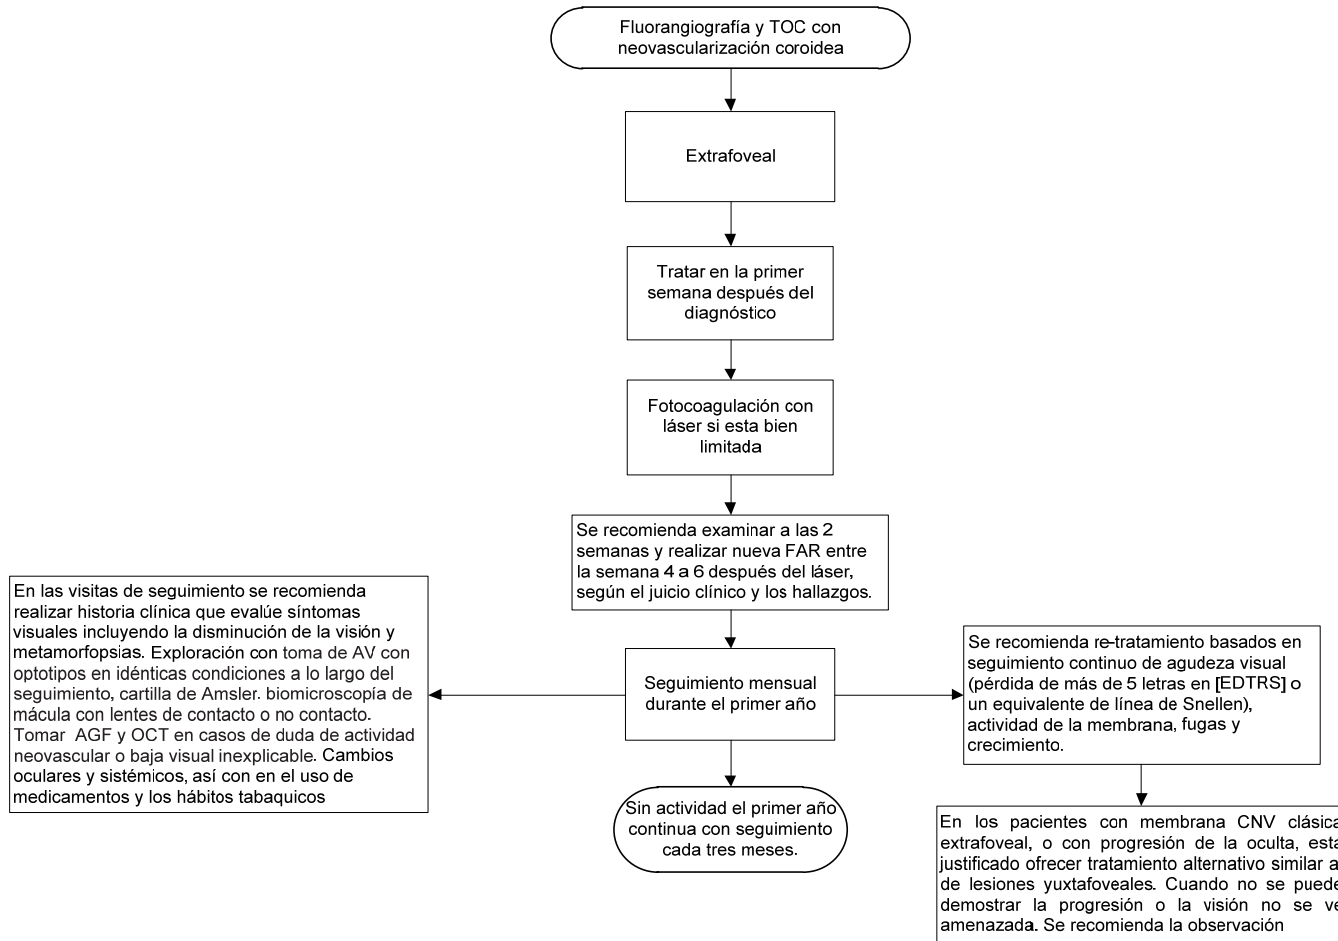 Fluorangiografía y TOC con
neovascularización coroidea
Extrafoveal
Tratar en la primer
semana después del
diagnóstico
Fotocoagulación con
láser si esta bien
limitada
Se recomienda examinar a las 2
semanas y realizar nueva FAR entre
la semana 4 a 6 después del láser,
según el juicio clínico y los hallazgos.
Seguimiento mensual
durante el primer año
En las visitas de seguimiento se recomienda
realizar historia clínica que evalúe síntomas
visuales incluyendo la disminución de la visión y
metamorfopsias. Exploración con toma de AV con
optotipos en idénticas condiciones a lo largo del
seguimiento, cartilla de Amsler. biomicroscopía de
mácula con lentes de contacto o no contacto.
Tomar AGF y OCT en casos de duda de actividad
neovascular o baja visual inexplicable. Cambios
oculares y sistémicos, así con en el uso de
medicamentos y los hábitos tabaquicos
Se recomienda re-tratamiento basados en
seguimiento continuo de agudeza visual
(pérdida de más de 5 letras en [EDTRS] o
un equivalente de línea de Snellen),
actividad de la membrana, fugas y
crecimiento.
Sin actividad el primer año
continua con seguimiento
cada tres meses.
En los pacientes con membrana CNV clásica
extrafoveal, o con progresión de la oculta, esta
justificado ofrecer tratamiento alternativo similar a
de lesiones yuxtafoveales. Cuando no se puede
demostrar la progresión o la visión no se ve
amenazada. Se recomienda la observación